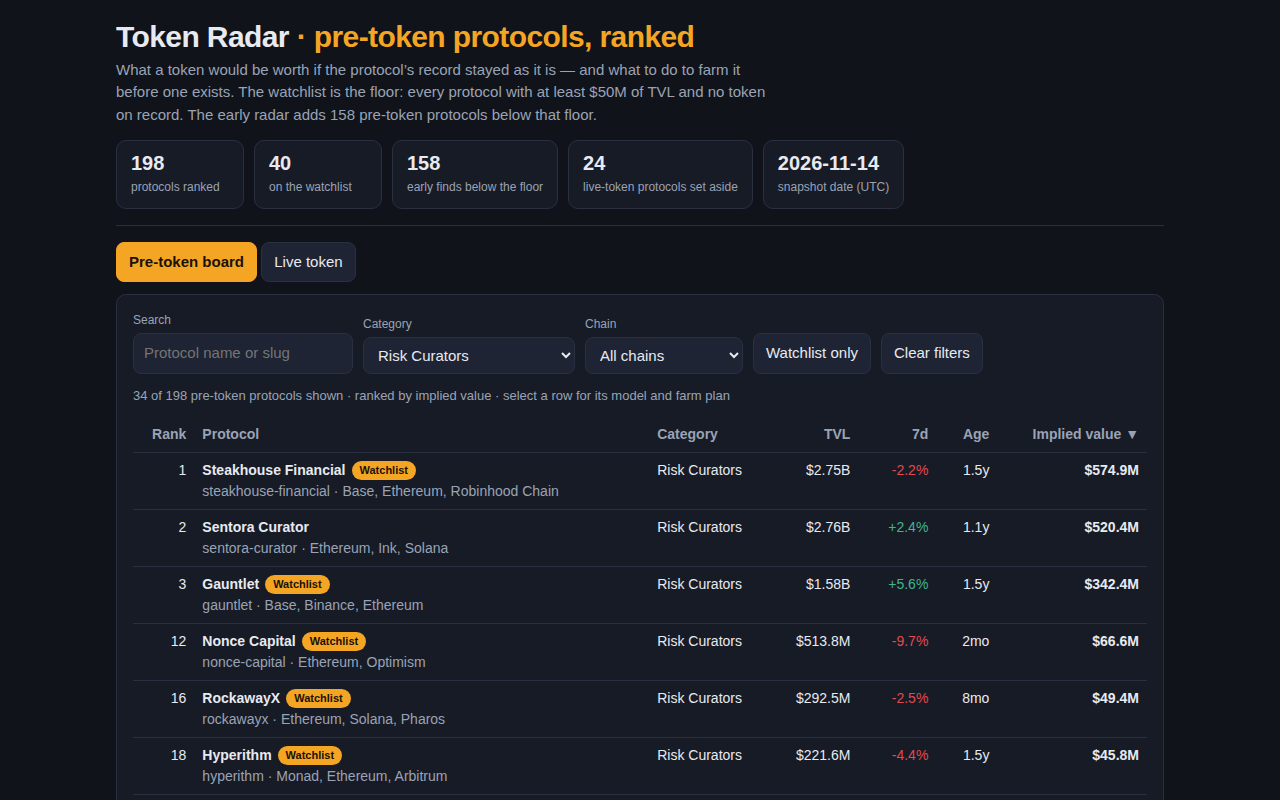 Token Radar · pre-token protocols, ranked
What a token would be worth if the protocol’s record stayed as it is — and what to do to farm it
before one exists. The watchlist is the floor: every protocol with at least $50M of TVL and no token
on record. The early radar adds 158 pre-token protocols below that floor.
198 40 158 24 2026-11-14
protocols ranked on the watchlist early finds below the floor live-token protocols set aside snapshot date (UTC)
Pre-token board Live token
Search Category Chain
Protocol name or slug Risk Curators All chains Watchlist only Clear filters
34 of 198 pre-token protocols shown · ranked by implied value · select a row for its model and farm plan
Rank Protocol Category TVL 7d Age Implied value ▼
1 Steakhouse Financial Watchlist Risk Curators $2.75B -2.2% 1.5y $574.9M
steakhouse-financial · Base, Ethereum, Robinhood Chain
2 Sentora Curator Risk Curators $2.76B +2.4% 1.1y $520.4M
sentora-curator · Ethereum, Ink, Solana
3 Gauntlet Watchlist Risk Curators $1.58B +5.6% 1.5y $342.4M
gauntlet · Base, Binance, Ethereum
12 Nonce Capital Watchlist Risk Curators $513.8M -9.7% 2mo $66.6M
nonce-capital · Ethereum, Optimism
16 RockawayX Watchlist Risk Curators $292.5M -2.5% 8mo $49.4M
rockawayx · Ethereum, Solana, Pharos
18 Hyperithm Watchlist Risk Curators $221.6M -4.4% 1.5y $45.8M
hyperithm · Monad, Ethereum, Arbitrum